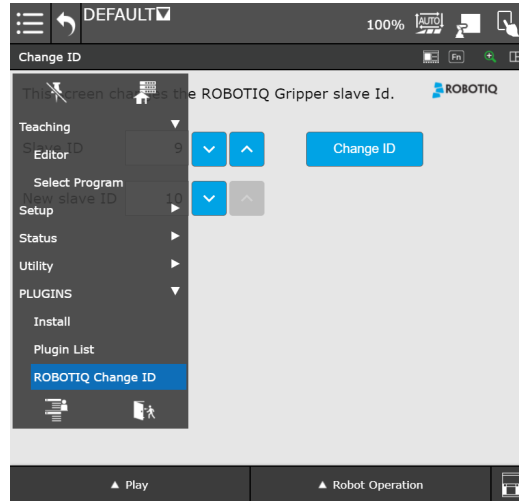 DEFAULT
100%
AUTO
Change ID
Fn
This screen changes the ROBOTIQ Gripper slave Id.
ROBOTIQ
Teaching
Slave ID
9
Change ID
Editor
Select Program
New slave ID
10
Setup
Status
Utility
PLUGINS
Install
Plugin List
ROBOTIQ Change ID
Play
Robot Operation